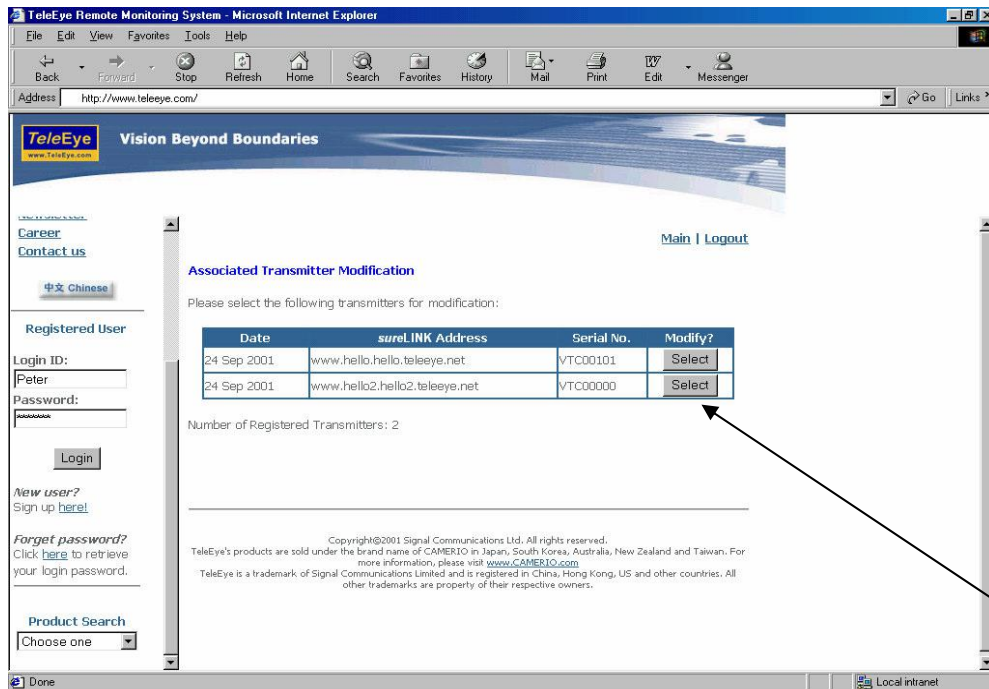 TeleEye Remote Monitoring System - Microsoft Internet Explorer
File Edit View Favorites Tools Help
Back Forward Stop Refresh Home Search Favorites History Mail Print Edit Messenger
Address http://www.teleeye.com/ Go Links
TeleEye
www.TeleEye.com
Vision Beyond Boundaries
Newsletter
Career
Contact us
中文 Chinese
Registered User
Login ID:
Peter
Password:
*******
Login
New user?
Sign up here!
Forget password?
Click here to retrieve
your login password.
Product Search
Choose one
Main | Logout
Associated Transmitter Modification
Please select the following transmitters for modification:
Date sureLINK Address Serial No. Modify?
24 Sep 2001 www.hello.hello.teleeye.net VTC00101 Select
24 Sep 2001 www.hello2.hello2.teleeye.net VTC00000 Select
Number of Registered Transmitters: 2
Copyright©2001 Signal Communications Ltd. All rights reserved.
TeleEye's products are sold under the brand name of CAMERIO in Japan, South Korea, Australia, New Zealand and Taiwan. For
more information, please visit www.CAMERIO.com
TeleEye is a trademark of Signal Communications Limited and is registered in China, Hong Kong, US and other countries. All
other trademarks are property of their respective owners.
Done
Local intranet